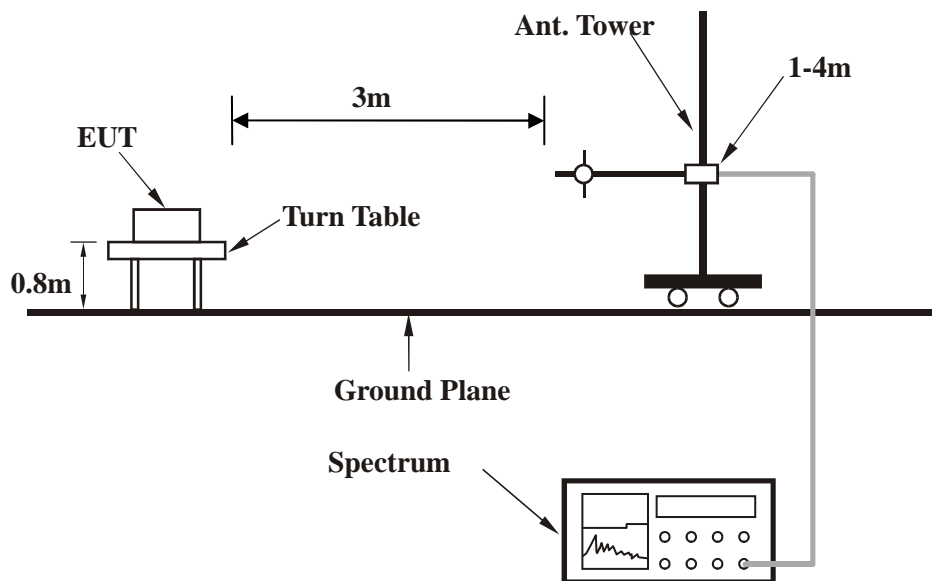 Ant. Tower
1-4m
3m
EUT
Turn Table
0.8m
Ground Plane
Spectrum